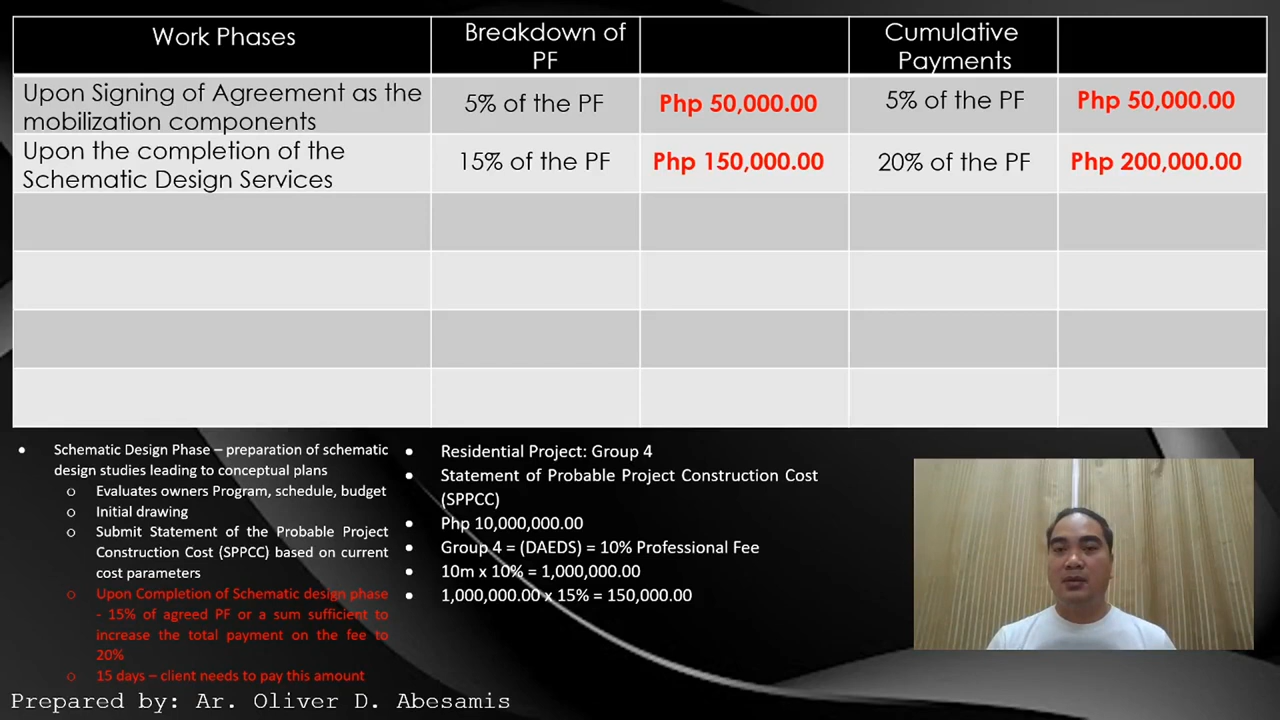 Work Phases
Breakdown of
PF
Cumulative
Payments
Upon Signing of Agreement as the
mobilization components
5% of the PF
Php 50,000.00
5% of the PF
Php 50,000.00
Upon the completion of the
Schematic Design Services
15% of the PF
Php 150,000.00
20% of the PF
Php 200,000.00
• Schematic Design Phase – preparation of schematic
design studies leading to conceptual plans
o Evaluates owners Program, schedule, budget
o Initial drawing
o Submit Statement of the Probable Project
Construction Cost (SPPCC) based on current
cost parameters
o Upon Completion of Schematic design phase
- 15% of agreed PF or a sum sufficient to
increase the total payment on the fee to
20%
o 15 days – client needs to pay this amount
• Residential Project: Group 4
• Statement of Probable Project Construction Cost
(SPPCC)
• Php 10,000,000.00
• Group 4 = (DAEDS) = 10% Professional Fee
• 10m x 10% = 1,000,000.00
• 1,000,000.00 x 15% = 150,000.00
Prepared by: Ar. Oliver D. Abesamis